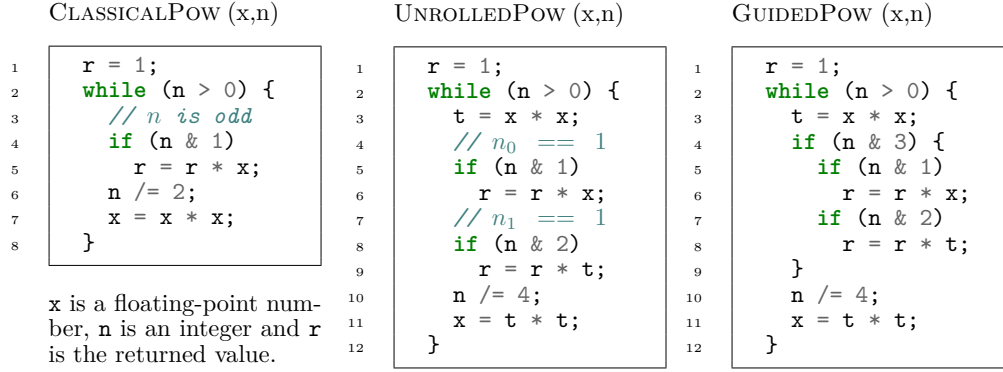 CLASSICALPOW (x,n)
1 r = 1;
2 while (n > 0) {
3 // n is odd
4 if (n & 1)
5 r = r * x;
6 n /= 2;
7 x = x * x;
8 }
x is a floating-point num-
ber, n is an integer and r
is the returned value.
UNROLLEDPOW (x,n)
1 r = 1;
2 while (n > 0) {
3 t = x * x;
4 // n₀ == 1
5 if (n & 1)
6 r = r * x;
7 // n₁ == 1
8 if (n & 2)
9 r = r * t;
10 n /= 4;
11 x = t * t;
12 }
GUIDEDPOW (x,n)
1 r = 1;
2 while (n > 0) {
3 t = x * x;
4 if (n & 3) {
5 if (n & 1)
6 r = r * x;
7 if (n & 2)
8 r = r * t;
9 }
10 n /= 4;
11 x = t * t;
12 }